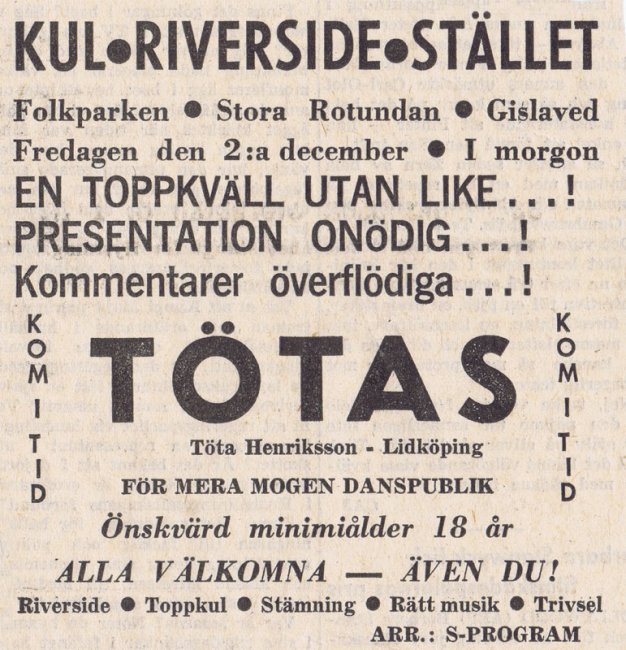 KUL●RIVERSIDE●STÄLLET
Folkparken ● Stora Rotundan ● Gislaved
Fredagen den 2:a december ● I morgon
EN TOPPKVÄLL UTAN LIKE...!
PRESENTATION ONÖDIG...!
Kommentarer överflödiga...!
KOMITID
TÖTAS
KOMITID
Töta Henriksson - Lidköping
FÖR MERA MOGEN DANSPUBLIK
Önskvärd minimiålder 18 år
ALLA VÄLKOMNA — ÄVEN DU!
Riverside ● Toppkul ● Stämning ● Rätt musik ● Trivsel
ARR.: S-PROGRAM